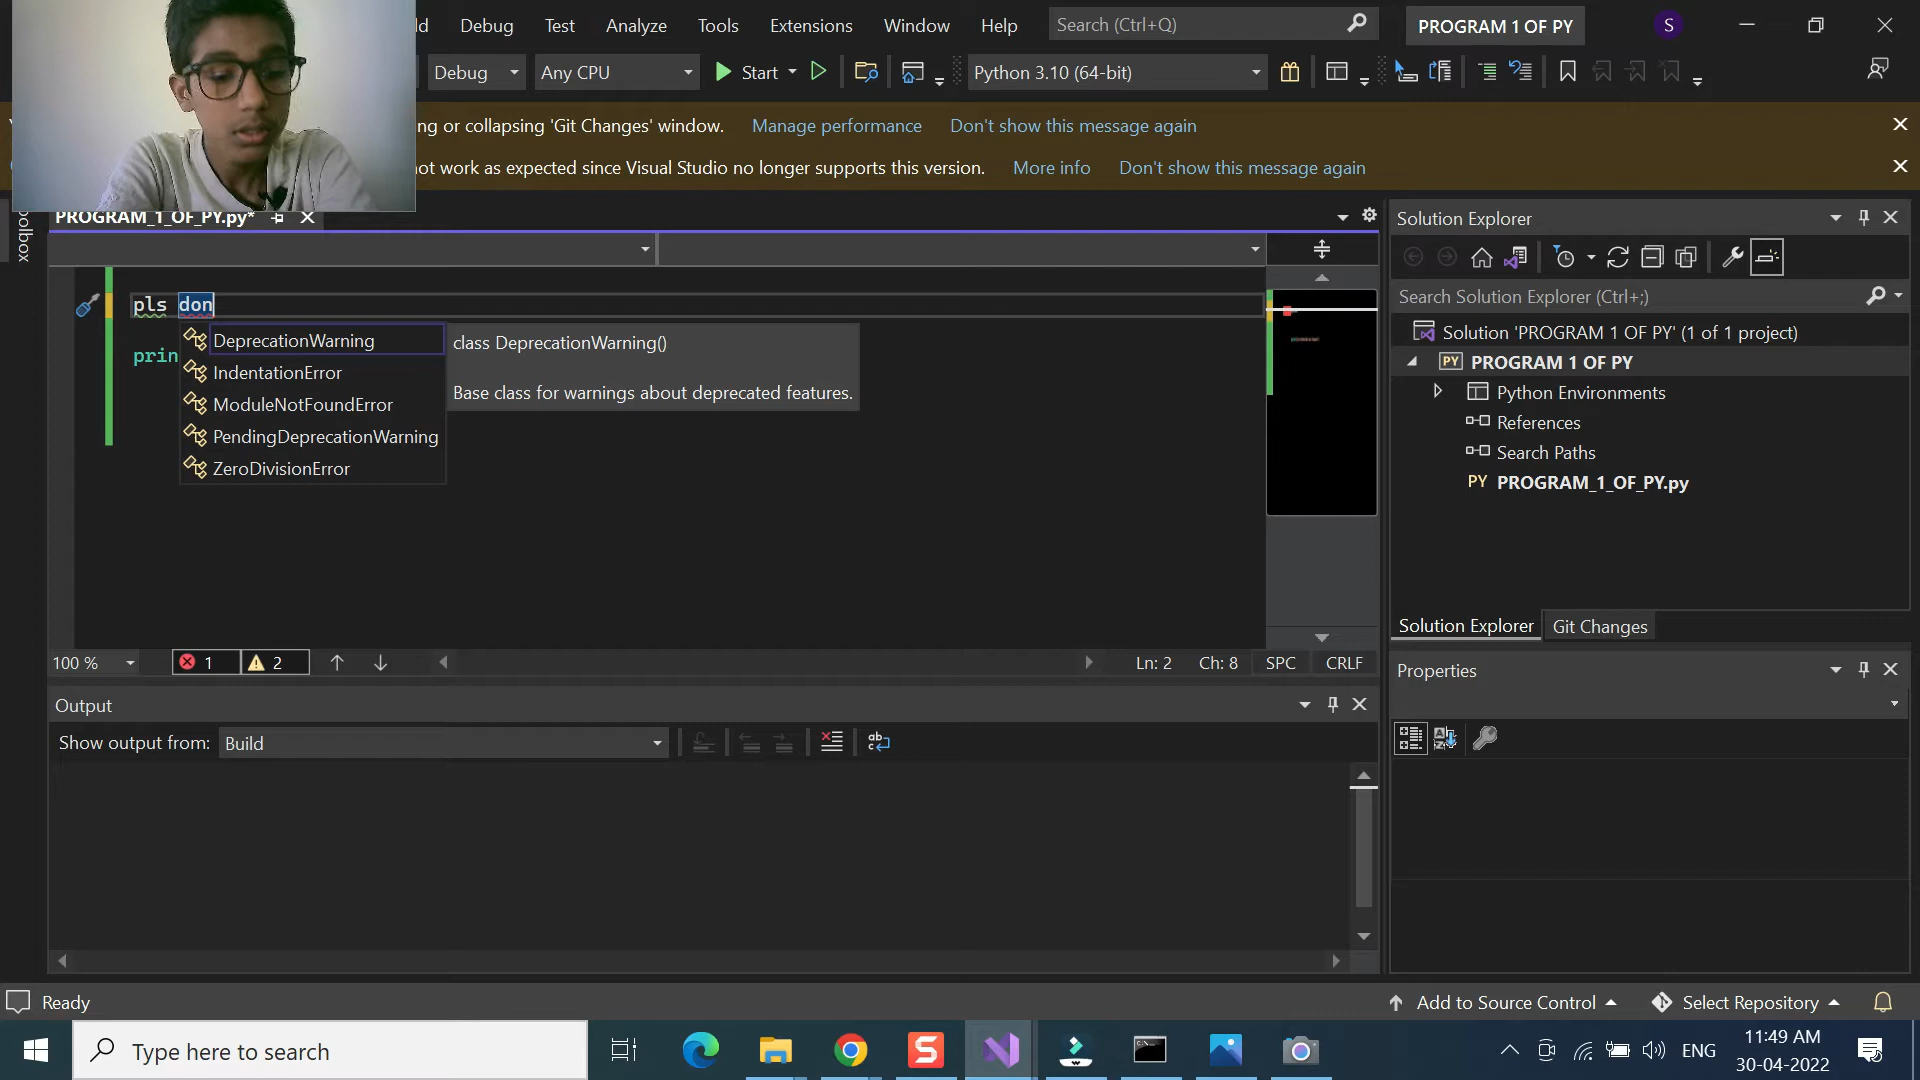 Debug Test Analyze Tools Extensions Window Help Search (Ctrl+Q) PROGRAM 1 OF PY S
Debug Any CPU Start Python 3.10 (64-bit)
ng or collapsing 'Git Changes' window. Manage performance Don't show this message again
not work as expected since Visual Studio no longer supports this version. More info Don't show this message again
PROGRAM_1_OF_PY.py*
pls don
prin
DeprecationWarning
IndentationError
ModuleNotFoundError
PendingDeprecationWarning
ZeroDivisionError
class DeprecationWarning()
Base class for warnings about deprecated features.
100 % 1 2 Ln: 2 Ch: 8 SPC CRLF
Output
Show output from: Build
Solution Explorer
Search Solution Explorer (Ctrl+;)
Solution 'PROGRAM 1 OF PY' (1 of 1 project)
PY PROGRAM 1 OF PY
Python Environments
References
Search Paths
PY PROGRAM_1_OF_PY.py
Solution Explorer Git Changes
Properties
Ready Add to Source Control Select Repository
Type here to search
ENG 11:49 AM
30-04-2022